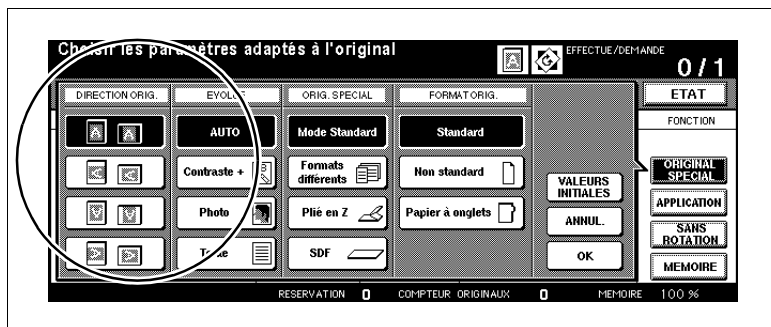 Choisir les paramètres adaptés à l'original
EFFECTUE/DEMANDE
0/1
DIRECTION ORIG.
EVOLUE
ORIG. SPECIAL
FORMAT ORIG.
ETAT
FONCTION
AUTO
Mode Standard
Standard
Contraste +
Formats
différents
Non standard
VALEURS
INITIALES
ORIGINAL
SPECIAL
Photo
Plié en Z
Papier à onglets
ANNUL.
APPLICATION
SANS
ROTATION
Texte
SDF
OK
MEMOIRE
RESERVATION 0 COMPTEUR ORIGINAUX 0 MEMOIRE 100 %